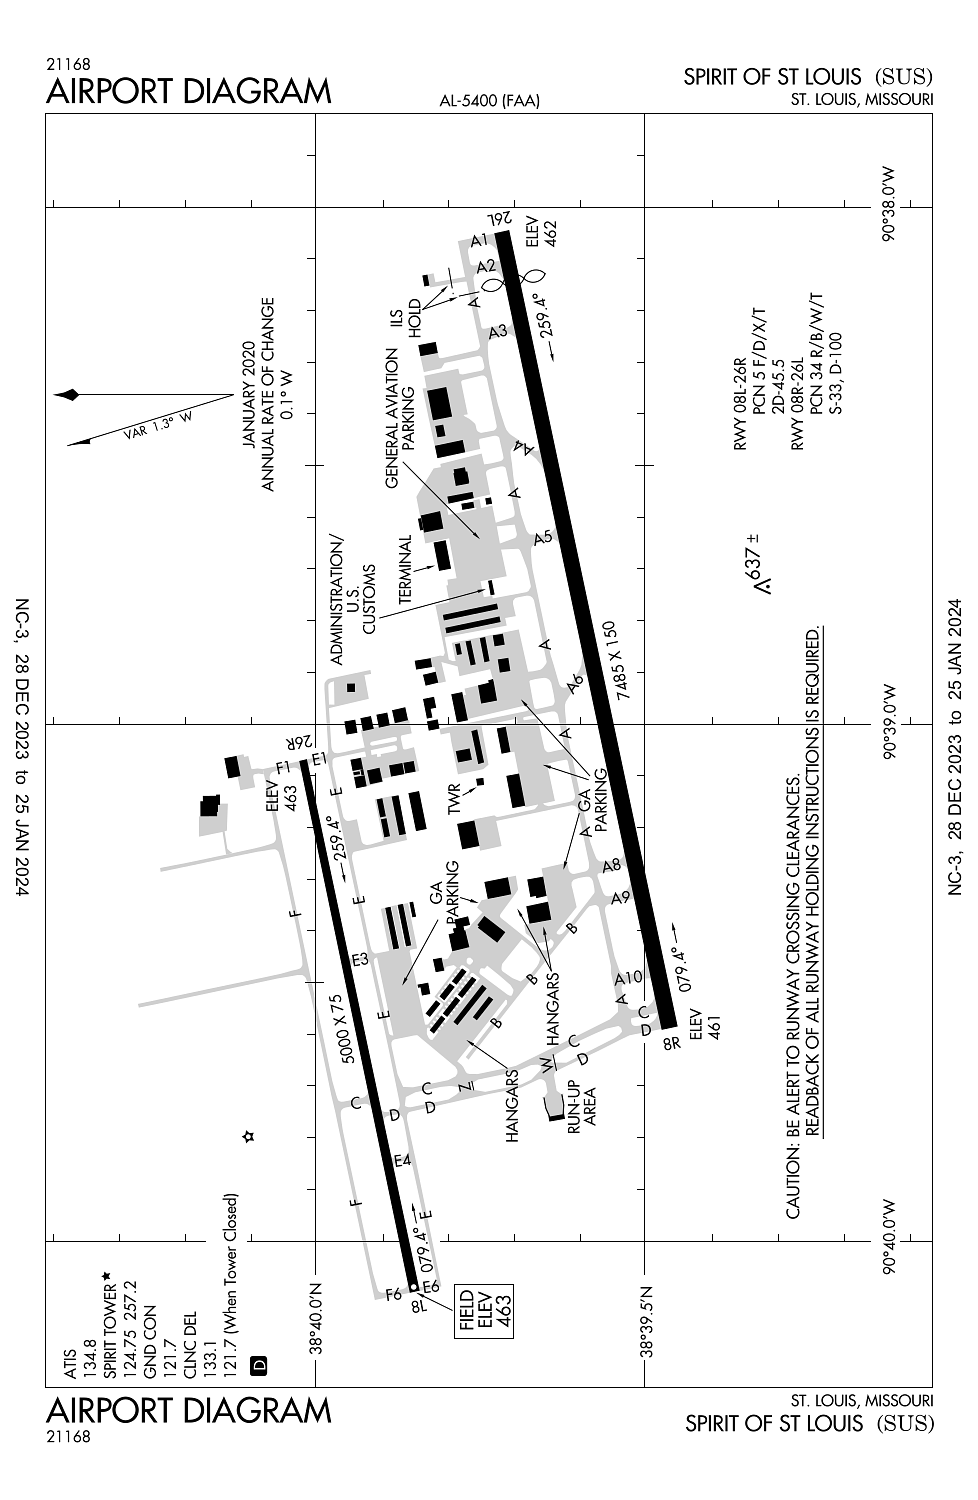 21168
AIRPORT DIAGRAM
AL-5400 (FAA)
SPIRIT OF ST LOUIS (SUS)
ST. LOUIS, MISSOURI
90°38.0'W
90°39.0'W
90°40.0'W
38°40.0'N
38°39.5'N
JANUARY 2020
ANNUAL RATE OF CHANGE
0.1° W
VAR 1.3° W
26L
ELEV
462
A1
A2
A
ILS
HOLD
A3
259.4°
GENERAL AVIATION
PARKING
A4
A
A5
TERMINAL
ADMINISTRATION/
U.S.
CUSTOMS
A
A6
A
7485 X 150
GA
PARKING
A
A8
A9
TWR
26R
ELEV
463
F1
E1
E
259.4°
E
F
GA
PARKING
E3
E
5000 X 75
B
B
B
HANGARS
HANGARS
A10
A
C
D
079.4°
8R
ELEV
461
C
D
W
RUN-UP
AREA
N
C
D
C
D
E4
F
E
079.4°
F6
E6
8L
FIELD
ELEV
463
RWY 08L-26R
PCN 5 F/D/X/T
2D-45.5
RWY 08R-26L
PCN 34 R/B/W/T
S-33, D-100
637 ±
CAUTION: BE ALERT TO RUNWAY CROSSING CLEARANCES.
READBACK OF ALL RUNWAY HOLDING INSTRUCTIONS IS REQUIRED.
ATIS
134.8
SPIRIT TOWER★
124.75 257.2
GND CON
121.7
CLNC DEL
133.1
121.7 (When Tower Closed)
D
NC-3, 28 DEC 2023 to 25 JAN 2024
NC-3, 28 DEC 2023 to 25 JAN 2024
AIRPORT DIAGRAM
21168
ST. LOUIS, MISSOURI
SPIRIT OF ST LOUIS (SUS)